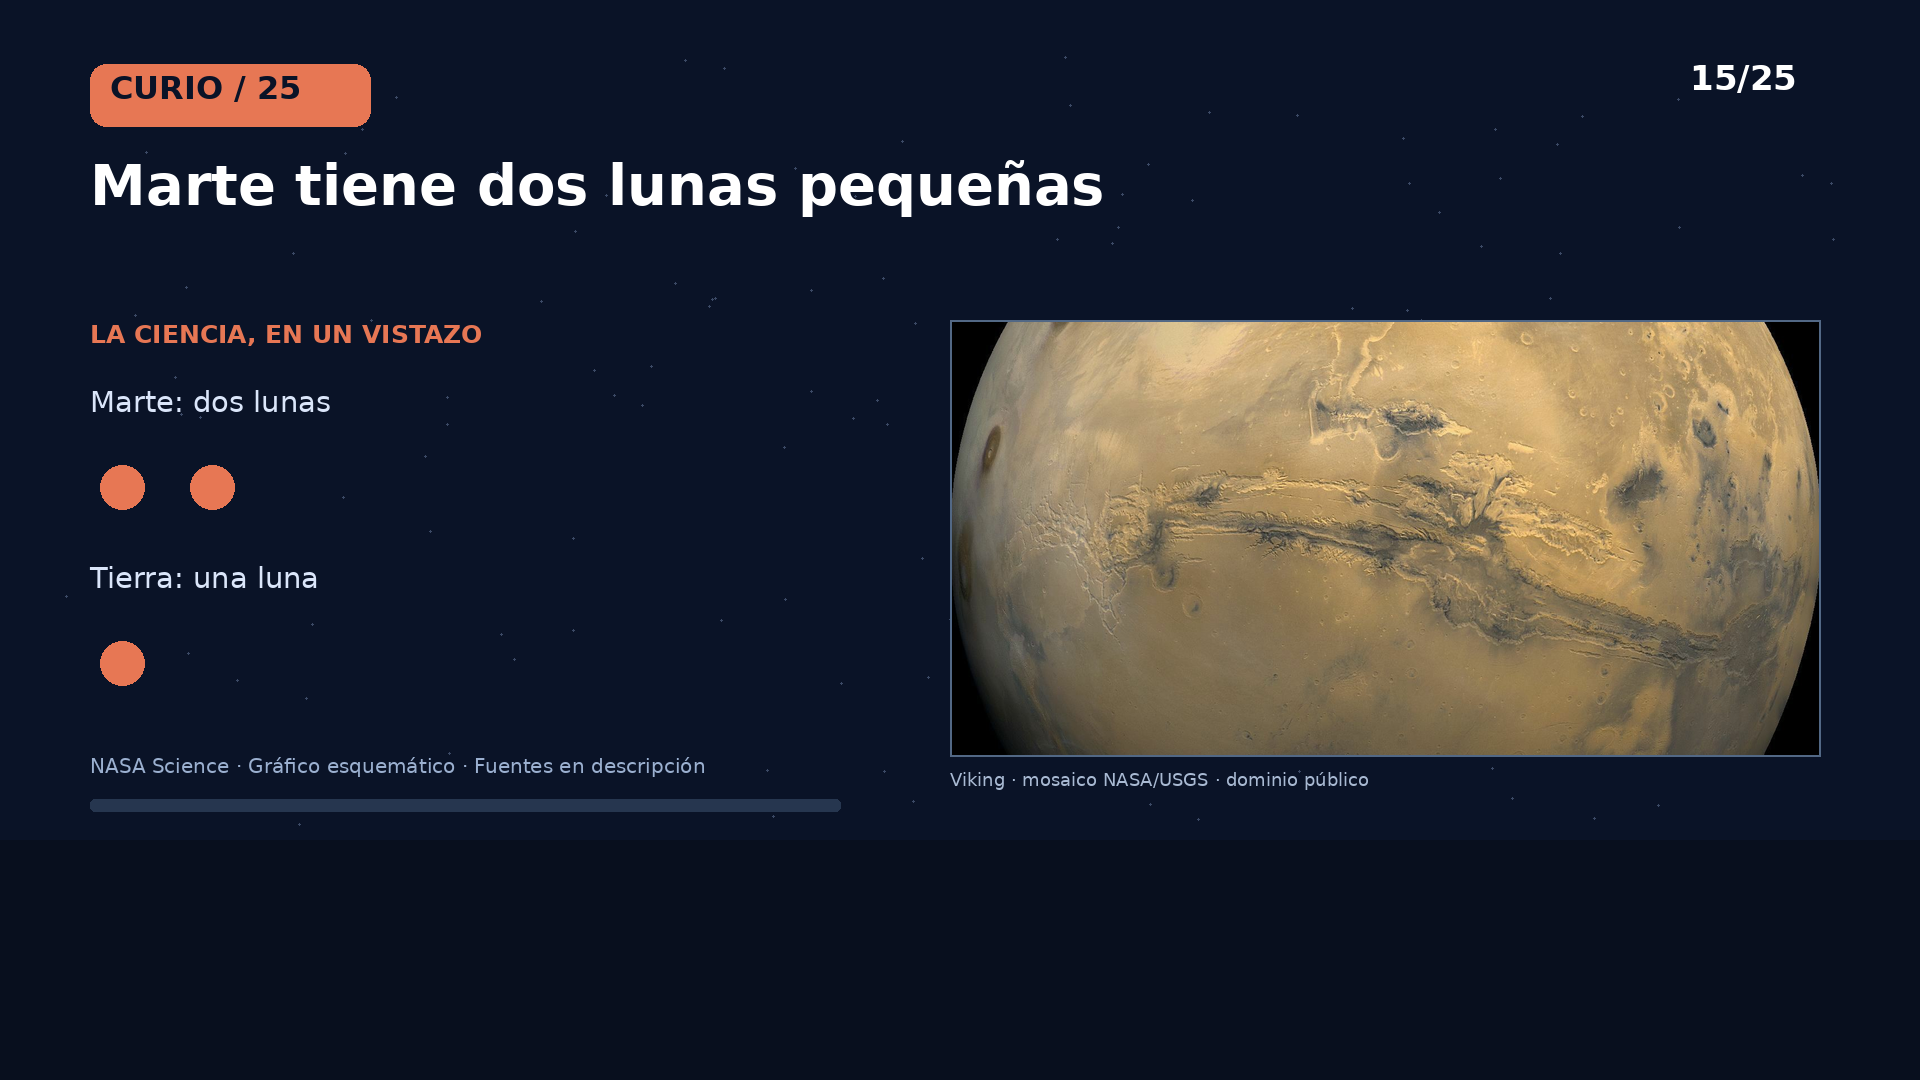 CURIO / 25
15/25
Marte tiene dos lunas pequeñas
LA CIENCIA, EN UN VISTAZO
Marte: dos lunas
Tierra: una luna
NASA Science · Gráfico esquemático · Fuentes en descripción
Viking · mosaico NASA/USGS · dominio público